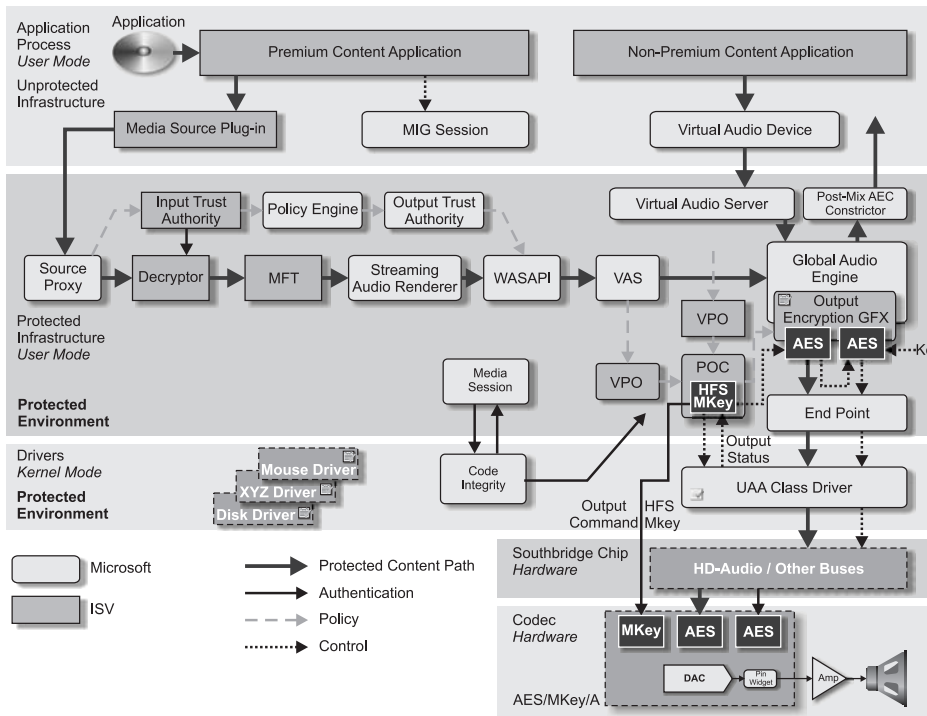 Application
Process
User Mode
Unprotected
Infrastructure
Application
Premium Content Application
Non-Premium Content Application
Media Source Plug-in
MIG Session
Virtual Audio Device
Input Trust
Authority
Policy Engine
Output Trust
Authority
Virtual Audio Server
Post-Mix AEC
Constrictor
Source
Proxy
Decryptor
MFT
Streaming
Audio Renderer
WASAPI
VAS
Global Audio
Engine
Output
Encryption GFX
AES
AES
Protected
Infrastructure
User Mode
VPO
VPO
POC
HFS
MKey
Media
Session
Protected
Environment
End Point
Output
Status
Drivers
Kernel Mode
Protected
Environment
Mouse Driver
XYZ Driver
Disk Driver
Code
Integrity
UAA Class Driver
Output
Command
HFS
Mkey
Microsoft
ISV
Protected Content Path
Authentication
Policy
Control
Southbridge Chip
Hardware
HD-Audio / Other Buses
Codec
Hardware
MKey
AES
AES
DAC
Pin
Widget
Amp
AES/MKey/A